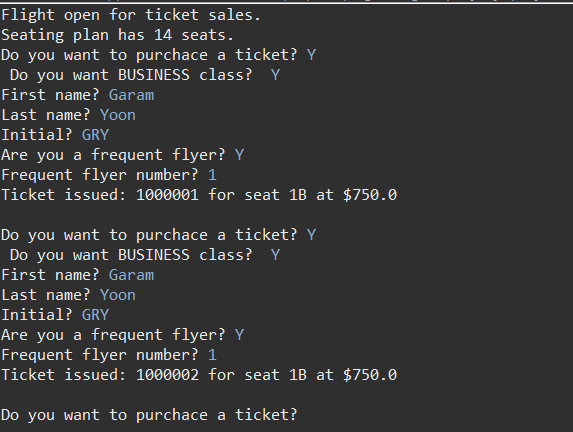 Flight open for ticket sales.
Seating plan has 14 seats.
Do you want to purchace a ticket? Y
Do you want BUSINESS class?  Y
First name? Garam
Last name? Yoon
Initial? GRY
Are you a frequent flyer? Y
Frequent flyer number? 1
Ticket issued: 1000001 for seat 1B at $750.0
Do you want to purchace a ticket? Y
Do you want BUSINESS class?  Y
First name? Garam
Last name? Yoon
Initial? GRY
Are you a frequent flyer? Y
Frequent flyer number? 1
Ticket issued: 1000002 for seat 1B at $750.0
Do you want to purchace a ticket?